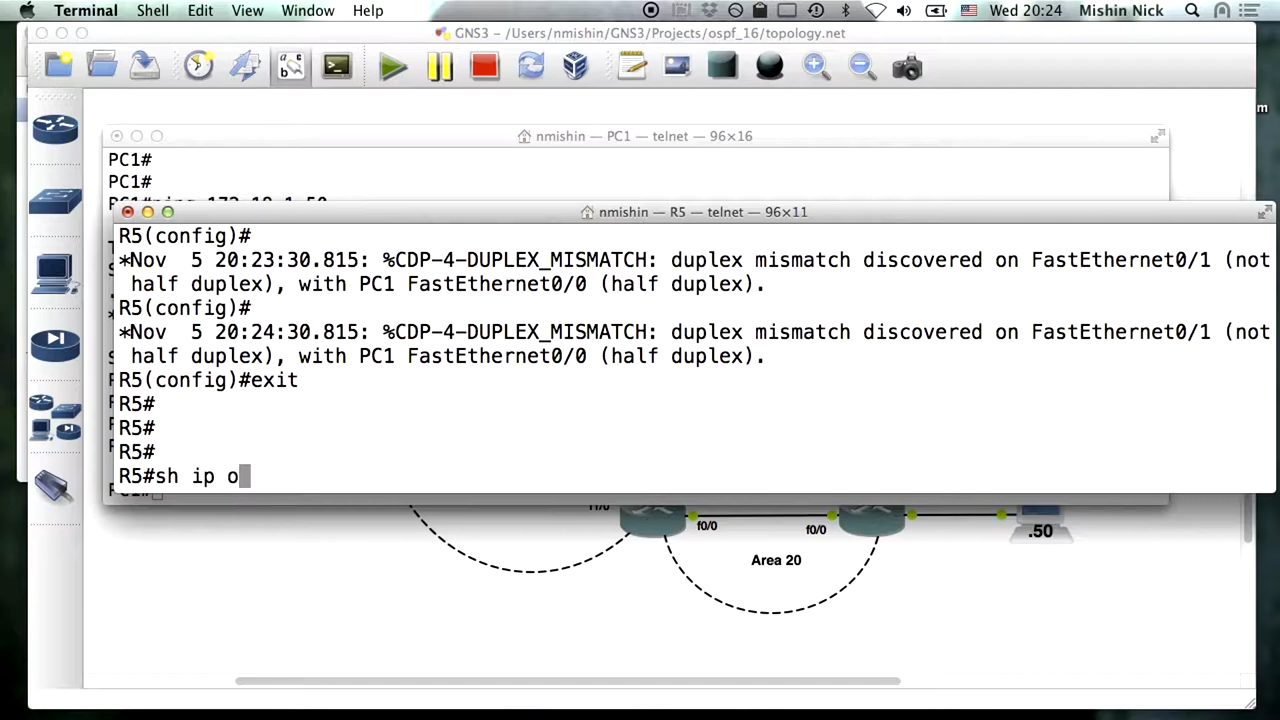 Terminal Shell Edit View Window Help Wed 20:24 Mishin Nick
GNS3 – /Users/nmishin/GNS3/Projects/ospf_16/topology.net
a
b
nmishin — PC1 — telnet — 96×16
PC1#
PC1#
nmishin — R5 — telnet — 96×11
R5(config)#
*Nov  5 20:23:30.815: %CDP-4-DUPLEX_MISMATCH: duplex mismatch discovered on FastEthernet0/1 (not
half duplex), with PC1 FastEthernet0/0 (half duplex).
R5(config)#
*Nov  5 20:24:30.815: %CDP-4-DUPLEX_MISMATCH: duplex mismatch discovered on FastEthernet0/1 (not
half duplex), with PC1 FastEthernet0/0 (half duplex).
R5(config)#exit
R5#
R5#
R5#
R5#sh ip o
f0/0 f0/0
.50
Area 20